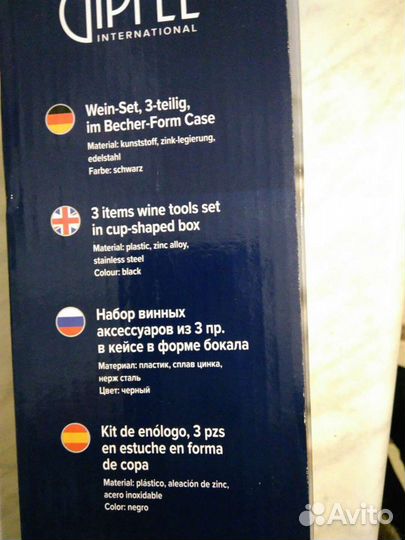 GIPFEL
INTERNATIONAL
Wein-Set, 3-teilig,
im Becher-Form Case
Material: kunststoff, zink-legierung,
edelstahl
Farbe: schwarz
3 items wine tools set
in cup-shaped box
Material: plastic, zinc alloy,
stainless steel
Colour: black
Набор винных
аксессуаров из 3 пр.
в кейсе в форме бокала
Материал: пластик, сплав цинка,
нерж сталь
Цвет: черный
Kit de enólogo, 3 pzs
en estuche en forma
de copa
Material: plástico, aleación de zinc,
acero inoxidable
Color: negro
Avito